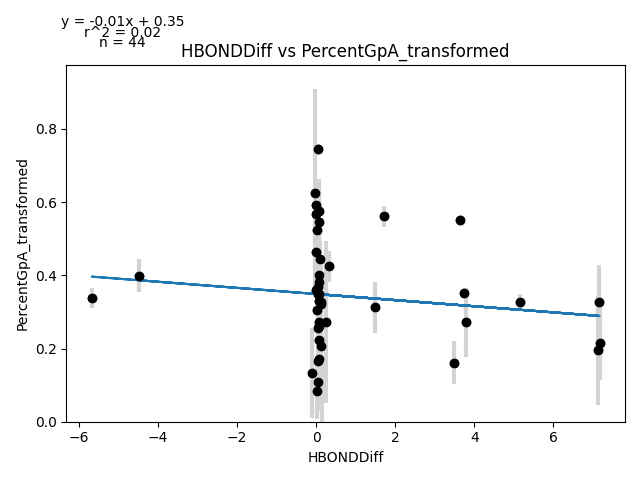 y = -0.01x + 0.35
r^2 = 0.02
n = 44
HBONDDiff vs PercentGpA_transformed
PercentGpA_transformed
0.8
0.6
0.4
0.2
0.0
−6
−4
−2
0
2
4
6
HBONDDiff